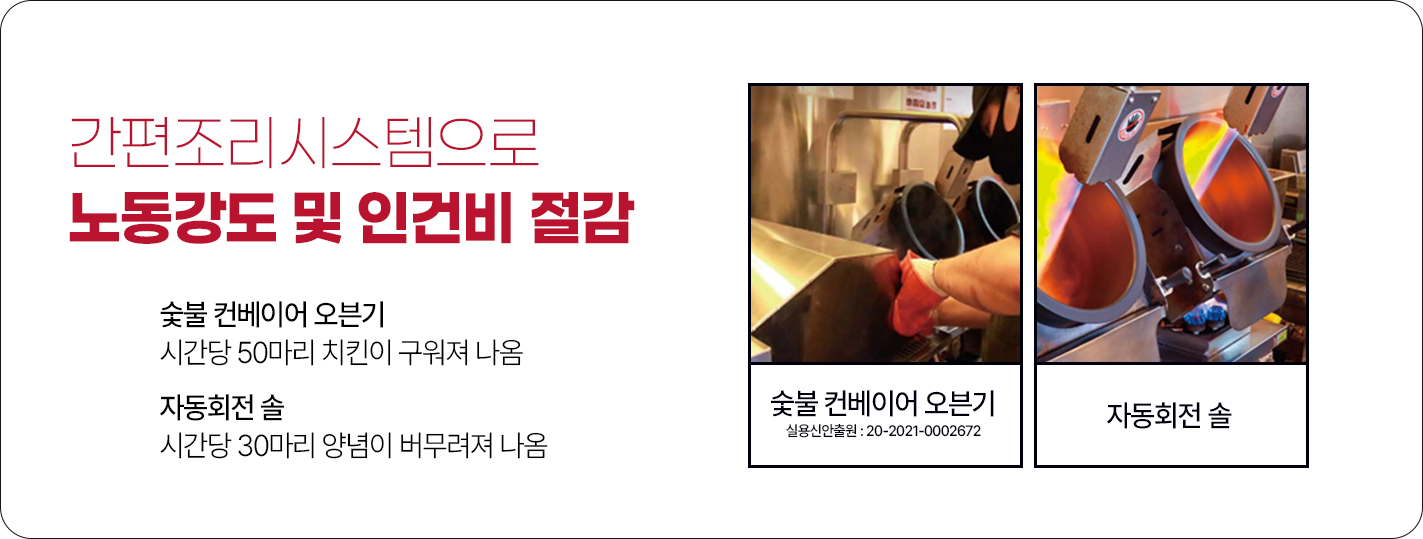 간편조리시스템으로
노동강도 및 인건비 절감
숯불 컨베이어 오븐기
시간당 50마리 치킨이 구워져 나옴
자동회전 솥
시간당 30마리 양념이 버무려져 나옴
숯불 컨베이어 오븐기
실용신안출원 : 20-2021-0002672
자동회전 솥